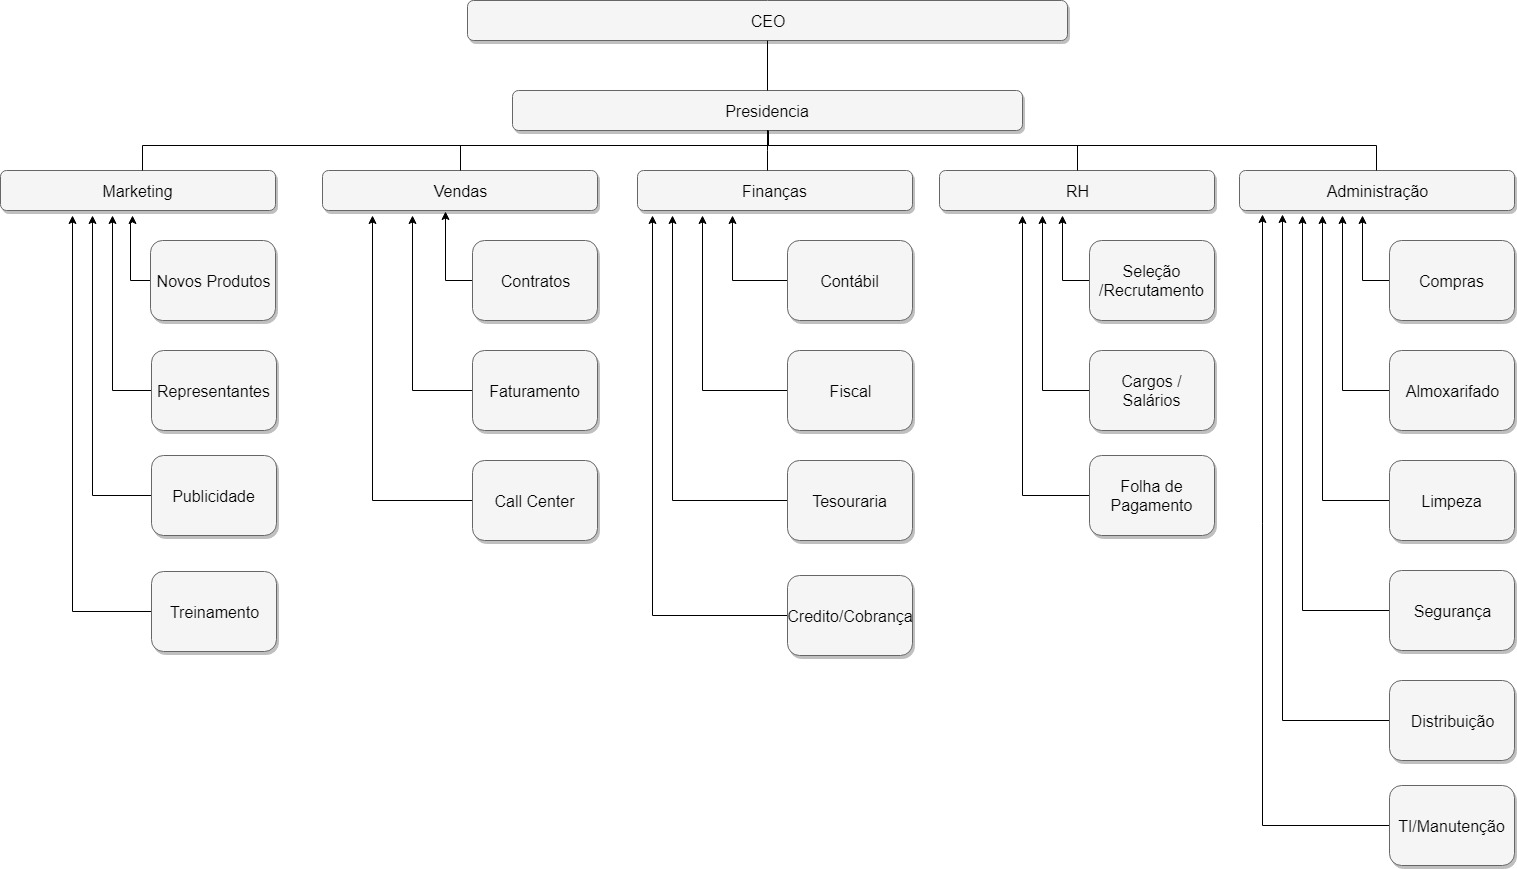 CEO
Presidencia
Marketing
Vendas
Finanças
RH
Administração
Novos Produtos
Contratos
Contábil
Seleção
/Recrutamento
Compras
Representantes
Faturamento
Fiscal
Cargos /
Salários
Almoxarifado
Publicidade
Call Center
Tesouraria
Folha de
Pagamento
Limpeza
Treinamento
Credito/Cobrança
Segurança
Distribuição
TI/Manutenção